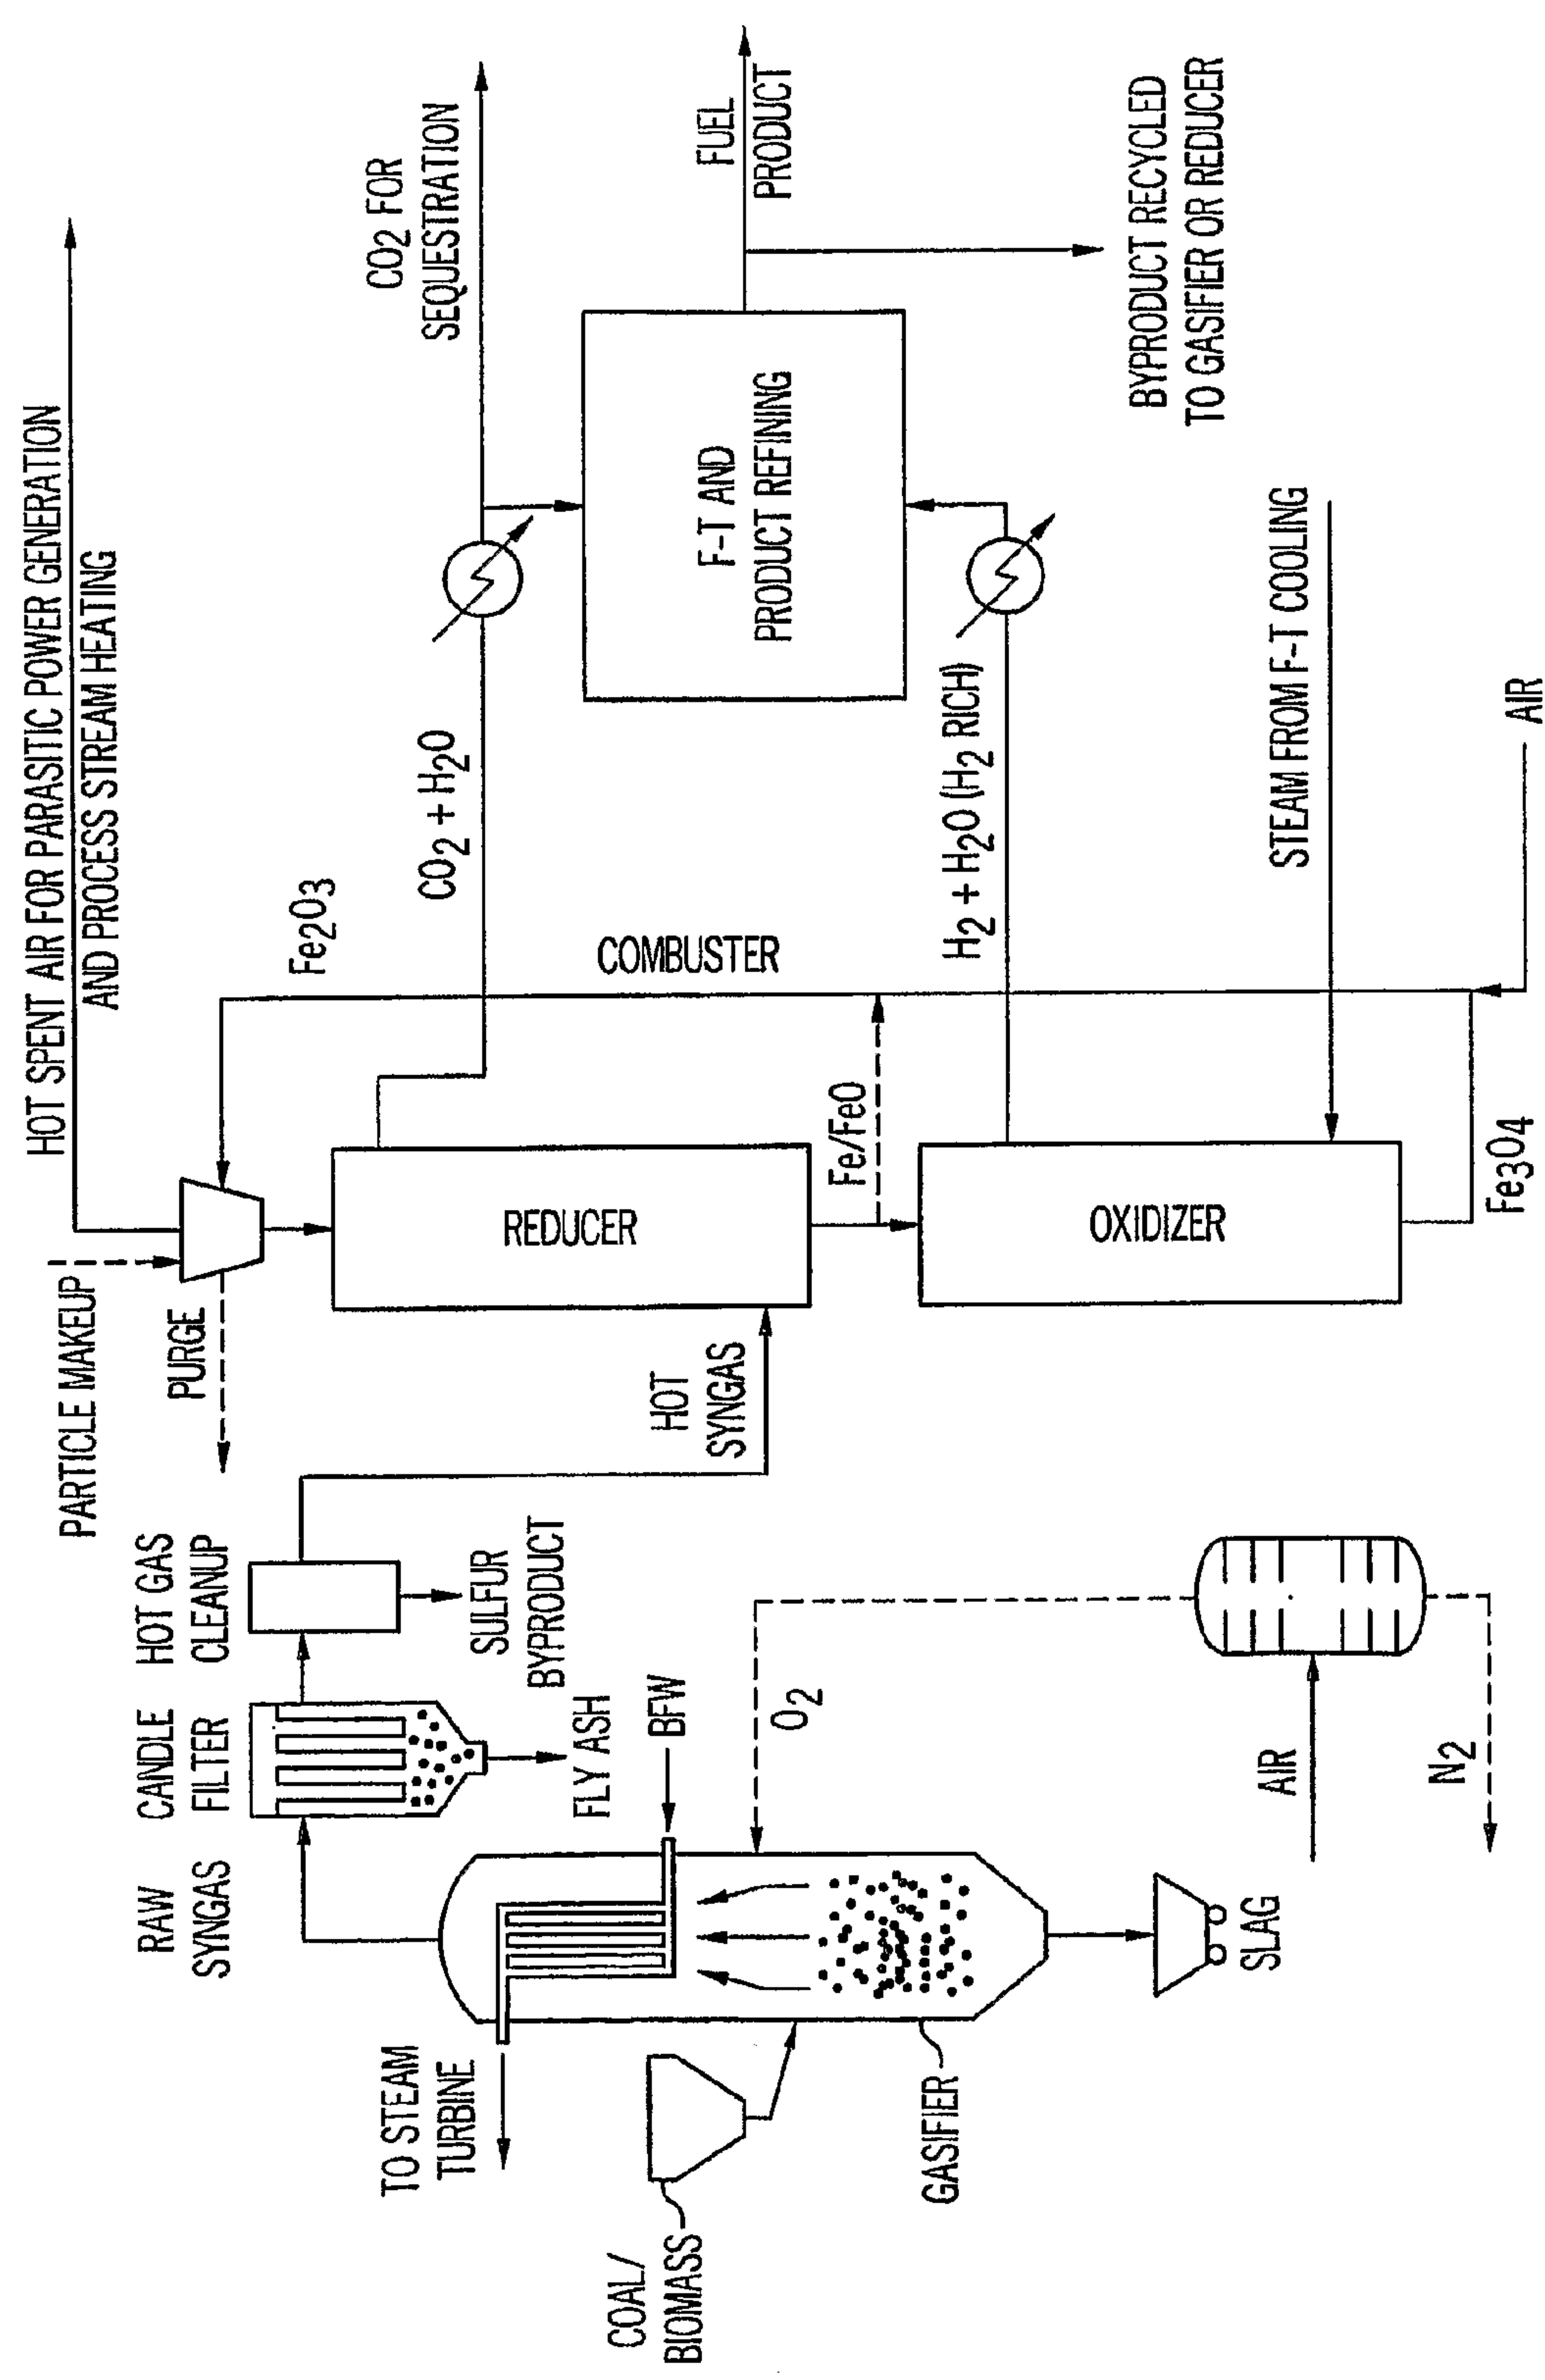 HOT SPENT AIR FOR PARASITIC POWER GENERATION
AND PROCESS STREAM HEATING
PARTICLE MAKEUP
PURGE
Fe2O3
CO2 FOR
SEQUESTRATION
CO2 + H2O
COMBUSTER
FUEL
PRODUCT
F-T AND
PRODUCT REFINING
BYPRODUCT RECYCLED
TO GASIFIER OR REDUCER
H2 + H2O (H2 RICH)
STEAM FROM F-T COOLING
AIR
REDUCER
Fe/FeO
OXIDIZER
Fe3O4
HOT
SYNGAS
HOT GAS
CLEANUP
SULFUR
BYPRODUCT
CANDLE
FILTER
FLY ASH
RAW
SYNGAS
BFW
O2
AIR
N2
TO STEAM
TURBINE
COAL/
BIOMASS
GASIFIER
SLAG